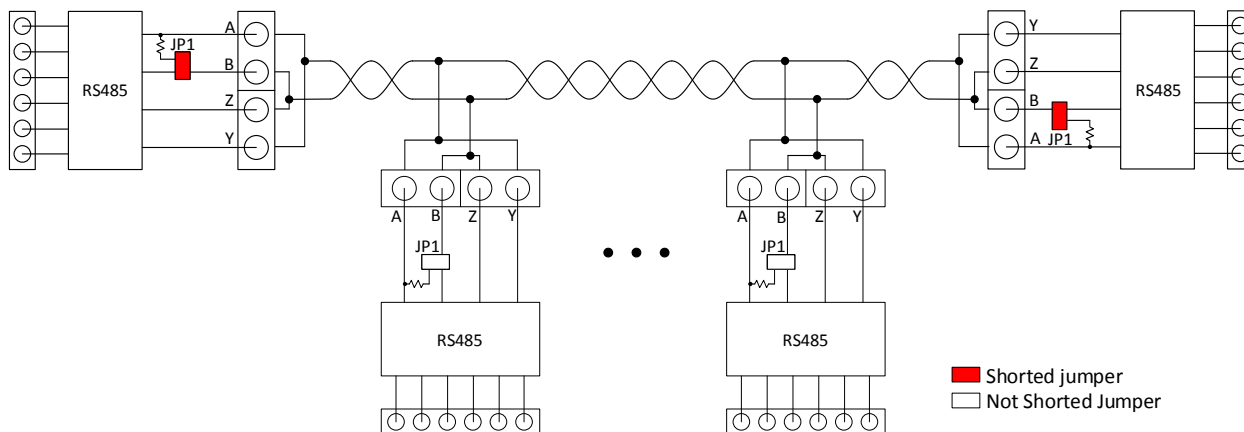 A
JP1
B
RS485
Z
Y
Y
Z
RS485
B
JP1
A
A B Z Y
JP1
RS485
A B Z Y
JP1
RS485
Shorted jumper
Not Shorted Jumper